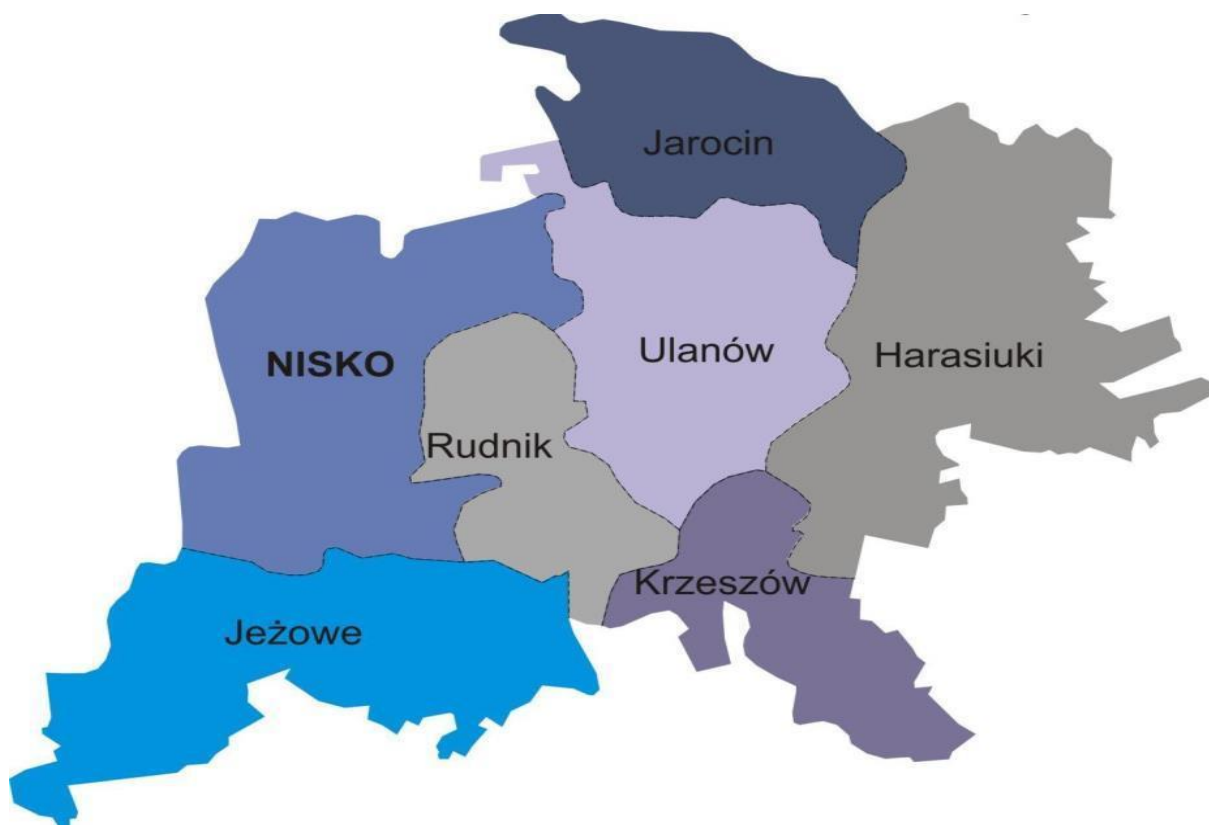 Jarocin
NISKO
Ulanów
Harasiuki
Rudnik
Krzeszów
Jeżowe